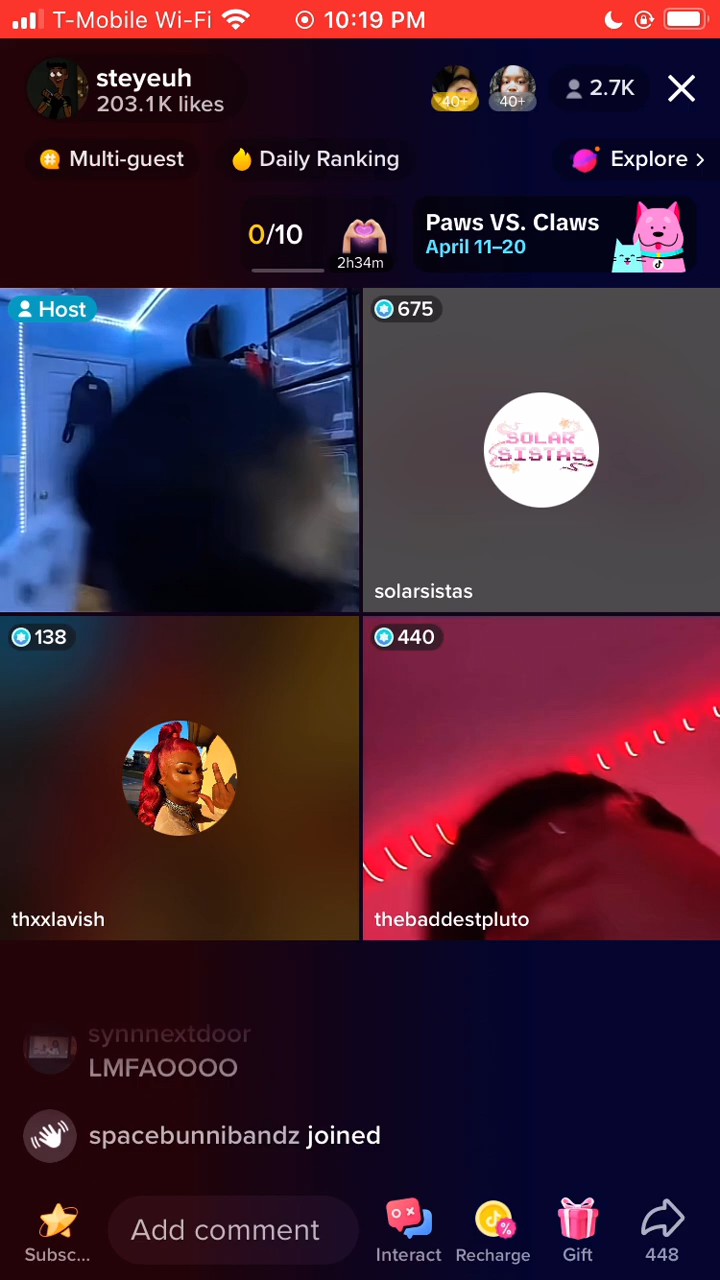 T-Mobile Wi-Fi 10:19 PM
steyeuh
203.1K likes
40+ 40+
2.7K
Multi-guest
Daily Ranking
Explore
0/10
2h34m
Paws VS. Claws
April 11–20
Host
675
SOLAR
SISTAS
solarsistas
138
440
thxxlavish
thebaddestpluto
synnnextdoor
LMFAOOOO
spacebunnibandz joined
Add comment
Subsc...
Interact
Recharge
Gift
448